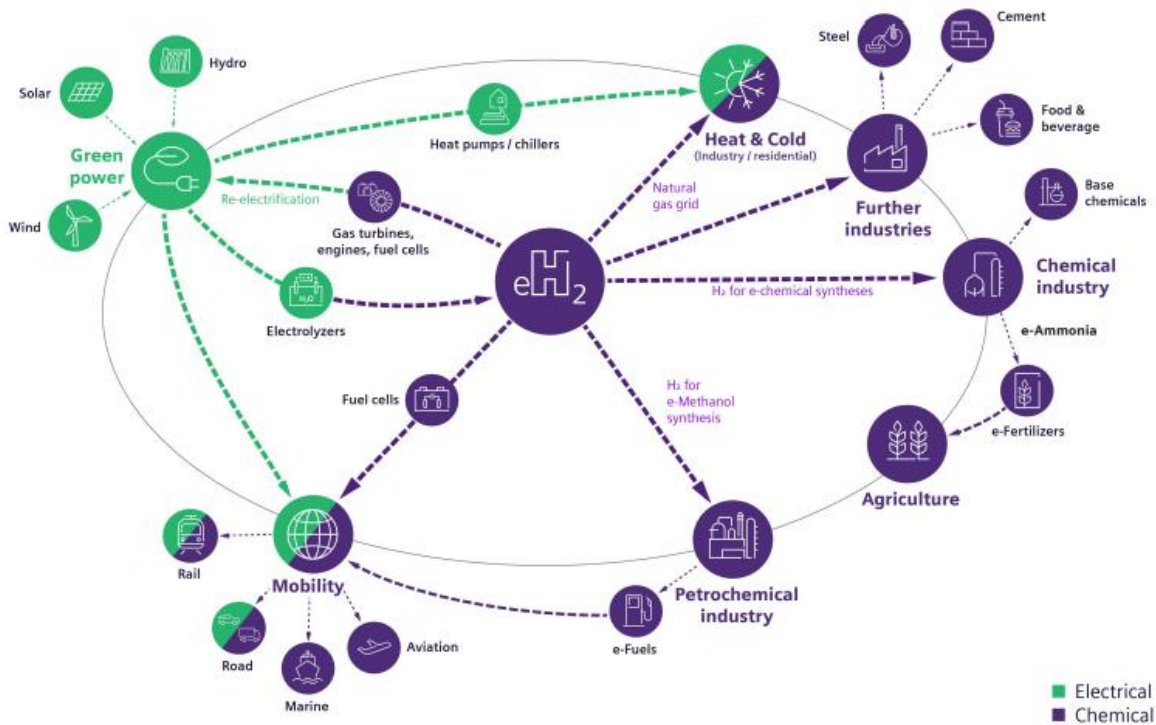 Cement
Steel
Hydro
Solar
Food &
beverage
Heat pumps / chillers
Heat & Cold
(Industry / residential)
Green
power
Natural
gas grid
Base
chemicals
Re-electrification
Further
industries
Wind
Gas turbines,
engines, fuel cells
eH₂
Chemical
industry
H₂O
H₂ for e-chemical syntheses
Electrolyzers
e-Ammonia
Fuel cells
H₂ for
e-Methanol
synthesis
e-Fertilizers
Agriculture
Rail
Mobility
Petrochemical
industry
Aviation
e-Fuels
Road
Marine
Electrical
Chemical